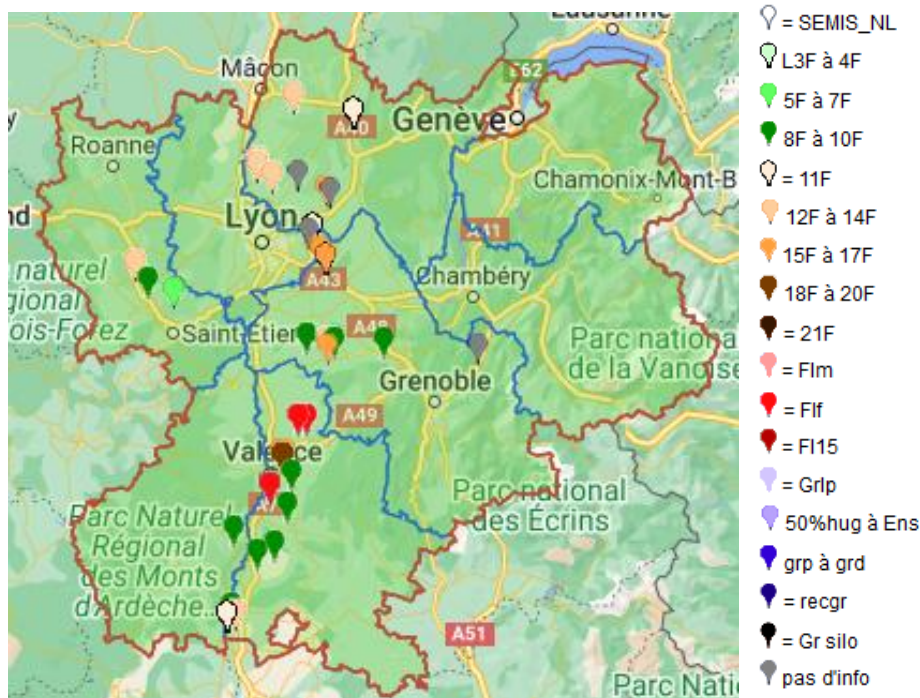 Lausanne
= SEMIS_NL
L3F à 4F
5F à 7F
8F à 10F
= 11F
12F à 14F
15F à 17F
18F à 20F
= 21F
= Flm
= Flf
= Fl15
= Grlp
50%hug à Ens
grp à grd
= recgr
= Gr silo
pas d'info
Mâcon
E62
Genève
Roanne
A40
Chamonix-Mont-B
Lyon
A41
nd
naturel
gional
ois-Forez
A43
Chambéry
Saint-Étien
A48
Parc nation
de la Vanoise
Grenoble
A49
Valence
Parc national
des Écrins
Parc Naturel
Régional
des Monts
d'Ardèche...
A51
Parc Nati